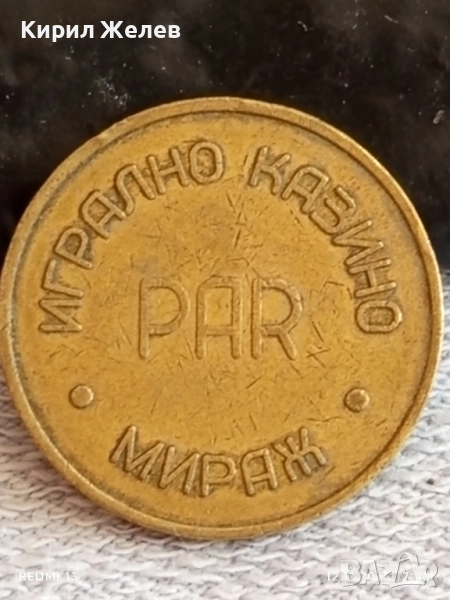 Кирил Желев
ИГРАЛНО КАЗИНО
PAR
МИРАЖ
REDMI 13